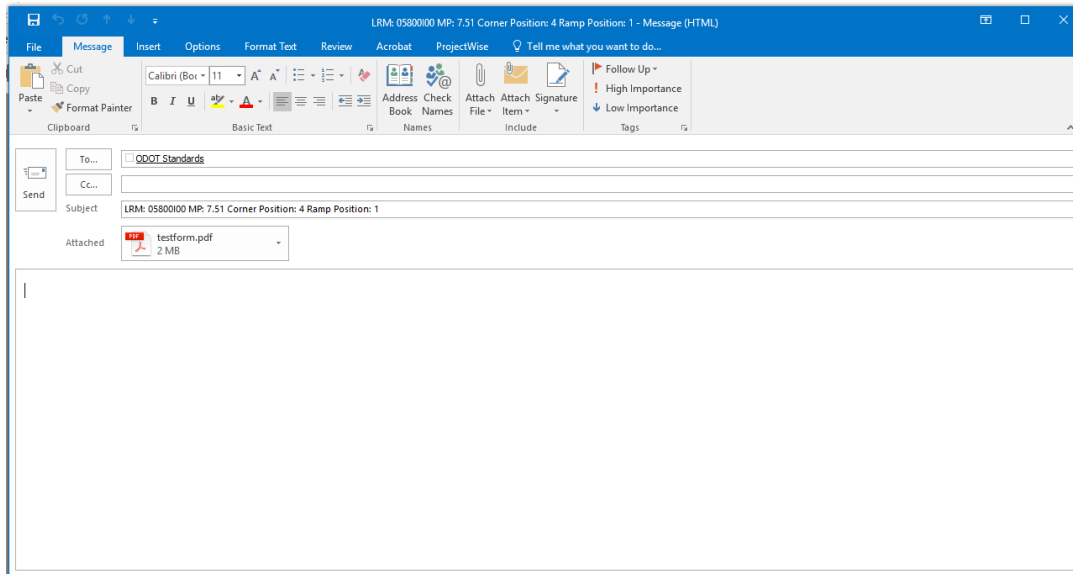 LRM: 05800I00 MP: 7.51 Corner Position: 4 Ramp Position: 1 - Message (HTML)
File Message Insert Options Format Text Review Acrobat ProjectWise Tell me what you want to do...
Paste
Cut
Copy
Format Painter
Clipboard
Calibri (Boc 11 A A
B I U ab A
Basic Text
Address Book
Check Names
Names
Attach File
Attach Item
Signature
Include
Follow Up
High Importance
Low Importance
Tags
Send
To... ODOT Standards
Cc...
Subject LRM: 05800I00 MP: 7.51 Corner Position: 4 Ramp Position: 1
Attached PDF testform.pdf
2 MB